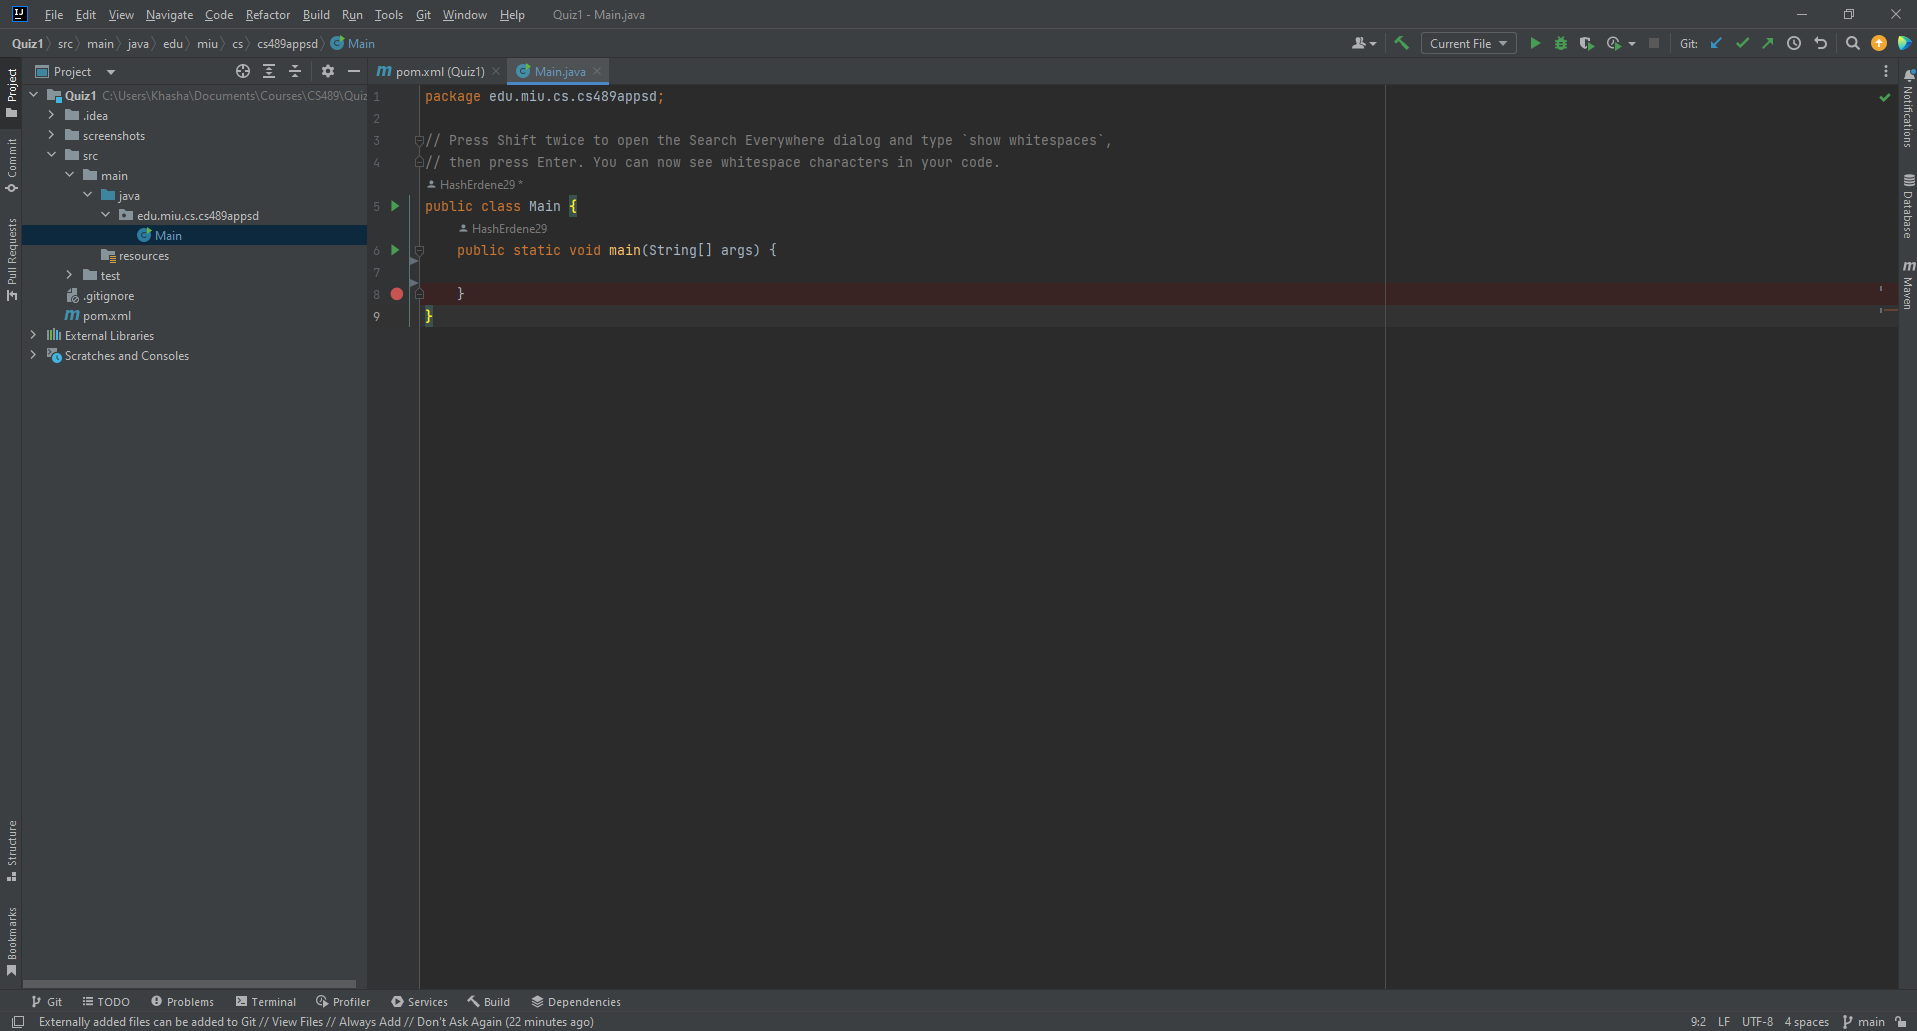 File Edit View Navigate Code Refactor Build Run Tools Git Window Help Quiz1 - Main.java
Quiz1 src main java edu miu cs cs489appsd Main
Current File Git:
Project
pom.xml (Quiz1) Main.java
Project
Commit
Pull Requests
Structure
Bookmarks
Quiz1 C:\Users\Khasha\Documents\Courses\CS489\Quiz
.idea
screenshots
src
main
java
edu.miu.cs.cs489appsd
Main
resources
test
.gitignore
pom.xml
External Libraries
Scratches and Consoles
1 package edu.miu.cs.cs489appsd;
2
3 // Press Shift twice to open the Search Everywhere dialog and type `show whitespaces`,
4 // then press Enter. You can now see whitespace characters in your code.
HashErdene29 *
5 public class Main {
HashErdene29
6 public static void main(String[] args) {
7
8 }
9 }
Notifications
Database
Maven
Git TODO Problems Terminal Profiler Services Build Dependencies
Externally added files can be added to Git // View Files // Always Add // Don't Ask Again (22 minutes ago) 9:2 LF UTF-8 4 spaces main